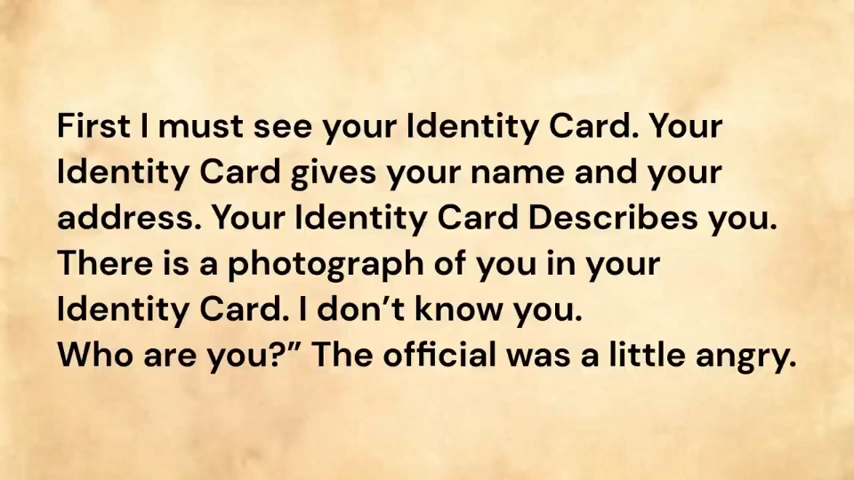 First I must see your Identity Card. Your
Identity Card gives your name and your
address. Your Identity Card Describes you.
There is a photograph of you in your
Identity Card. I don’t know you.
Who are you?” The official was a little angry.